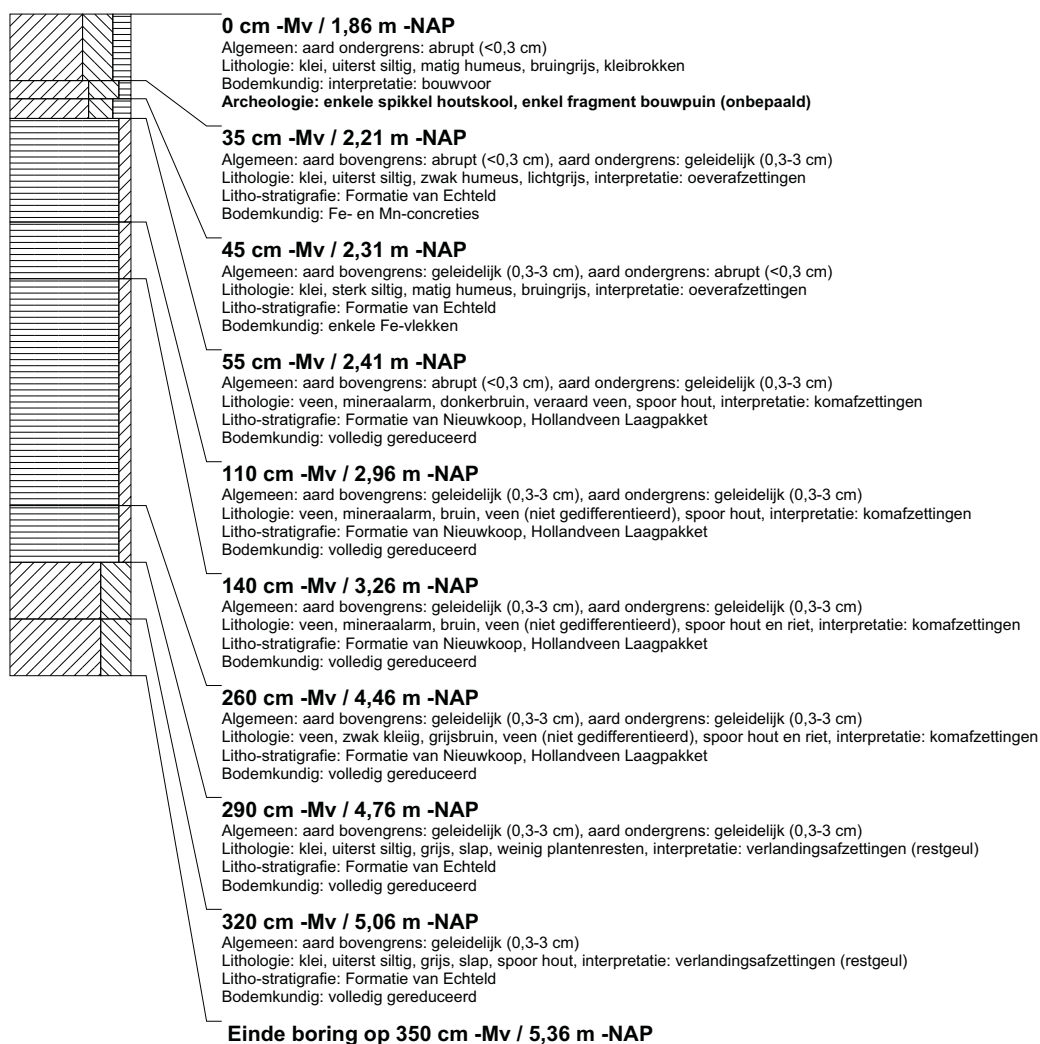 0 cm -Mv / 1,86 m -NAP
Algemeen: aard ondergrens: abrupt (<0,3 cm)
Lithologie: klei, uiterst siltig, matig humeus, bruingrijs, kleibrokken
Bodemkundig: interpretatie: bouwvoor
Archeologie: enkele spikkel houtskool, enkel fragment bouwpuin (onbepaald)
35 cm -Mv / 2,21 m -NAP
Algemeen: aard bovengrens: abrupt (<0,3 cm), aard ondergrens: geleidelijk (0,3-3 cm)
Lithologie: klei, uiterst siltig, zwak humeus, lichtgrijs, interpretatie: oeverafzettingen
Litho-stratigrafie: Formatie van Echteld
Bodemkundig: Fe- en Mn-concreties
45 cm -Mv / 2,31 m -NAP
Algemeen: aard bovengrens: geleidelijk (0,3-3 cm), aard ondergrens: abrupt (<0,3 cm)
Lithologie: klei, sterk siltig, matig humeus, bruingrijs, interpretatie: oeverafzettingen
Litho-stratigrafie: Formatie van Echteld
Bodemkundig: enkele Fe-vlekken
55 cm -Mv / 2,41 m -NAP
Algemeen: aard bovengrens: abrupt (<0,3 cm), aard ondergrens: geleidelijk (0,3-3 cm)
Lithologie: veen, mineraalarm, donkerbruin, veraard veen, spoor hout, interpretatie: komafzettingen
Litho-stratigrafie: Formatie van Nieuwkoop, Hollandveen Laagpakket
Bodemkundig: volledig gereduceerd
110 cm -Mv / 2,96 m -NAP
Algemeen: aard bovengrens: geleidelijk (0,3-3 cm), aard ondergrens: geleidelijk (0,3-3 cm)
Lithologie: veen, mineraalarm, bruin, veen (niet gedifferentieerd), spoor hout, interpretatie: komafzettingen
Litho-stratigrafie: Formatie van Nieuwkoop, Hollandveen Laagpakket
Bodemkundig: volledig gereduceerd
140 cm -Mv / 3,26 m -NAP
Algemeen: aard bovengrens: geleidelijk (0,3-3 cm), aard ondergrens: geleidelijk (0,3-3 cm)
Lithologie: veen, mineraalarm, bruin, veen (niet gedifferentieerd), spoor hout en riet, interpretatie: komafzettingen
Litho-stratigrafie: Formatie van Nieuwkoop, Hollandveen Laagpakket
Bodemkundig: volledig gereduceerd
260 cm -Mv / 4,46 m -NAP
Algemeen: aard bovengrens: geleidelijk (0,3-3 cm), aard ondergrens: geleidelijk (0,3-3 cm)
Lithologie: veen, zwak kleiig, grijsbruin, veen (niet gedifferentieerd), spoor hout en riet, interpretatie: komafzettingen
Litho-stratigrafie: Formatie van Nieuwkoop, Hollandveen Laagpakket
Bodemkundig: volledig gereduceerd
290 cm -Mv / 4,76 m -NAP
Algemeen: aard bovengrens: geleidelijk (0,3-3 cm), aard ondergrens: geleidelijk (0,3-3 cm)
Lithologie: klei, uiterst siltig, grijs, slap, weinig plantenresten, interpretatie: verlandingsafzettingen (restgeul)
Litho-stratigrafie: Formatie van Echteld
Bodemkundig: volledig gereduceerd
320 cm -Mv / 5,06 m -NAP
Algemeen: aard bovengrens: geleidelijk (0,3-3 cm)
Lithologie: klei, uiterst siltig, grijs, slap, spoor hout, interpretatie: verlandingsafzettingen (restgeul)
Litho-stratigrafie: Formatie van Echteld
Bodemkundig: volledig gereduceerd
Einde boring op 350 cm -Mv / 5,36 m -NAP